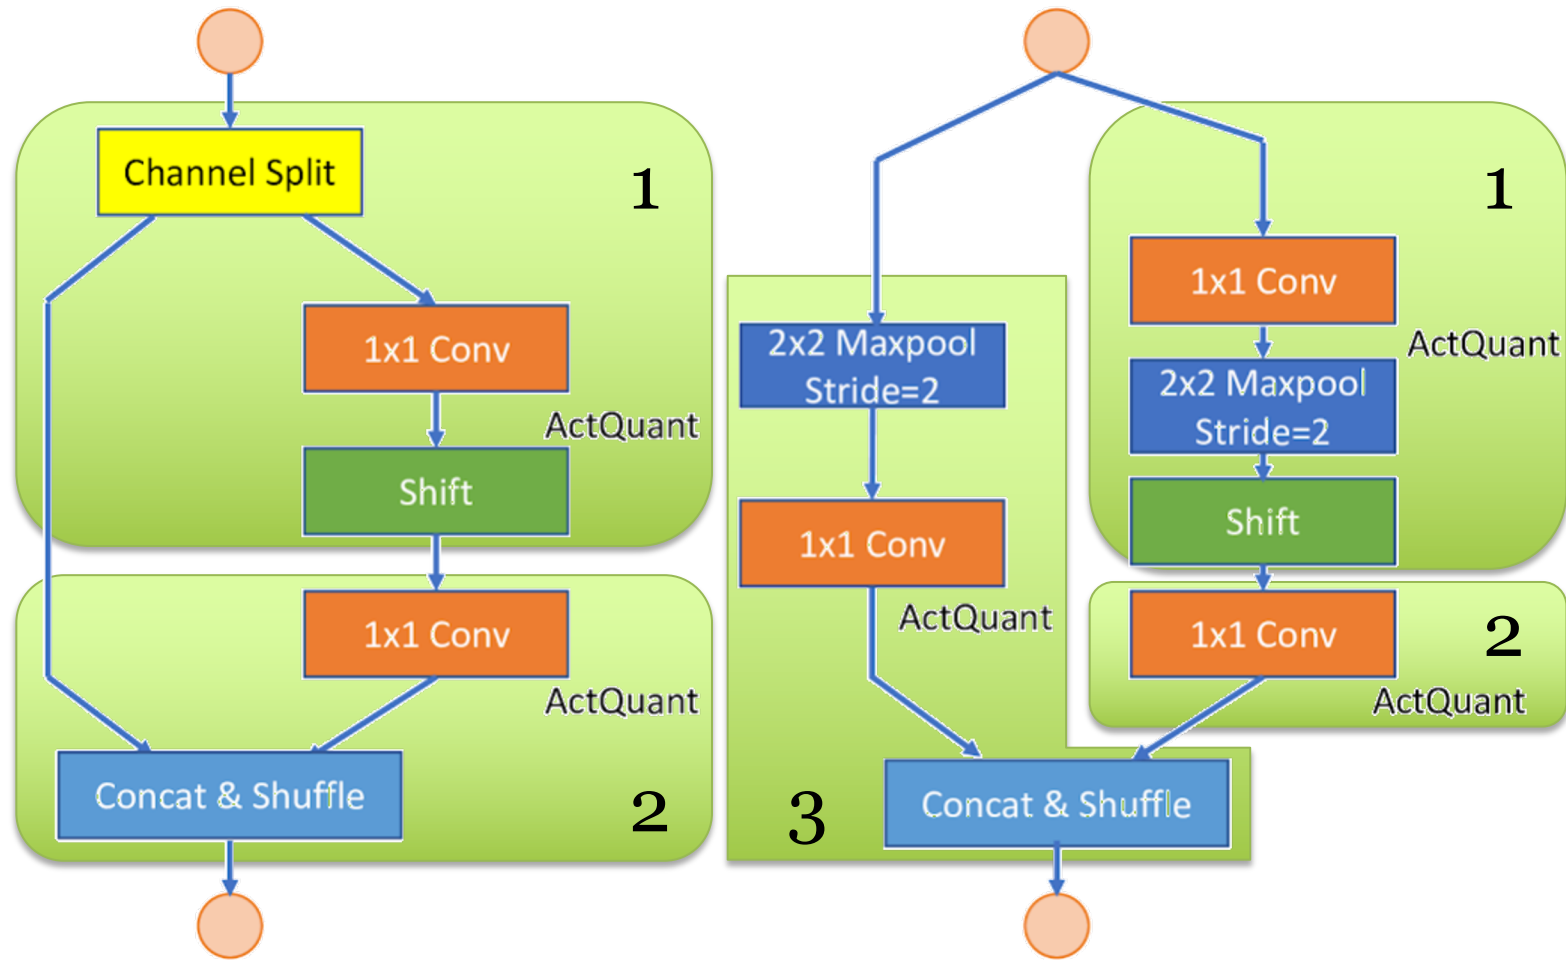 Channel Split
1
1x1 Conv
ActQuant
Shift
1x1 Conv
ActQuant
Concat & Shuffle
2
1
1x1 Conv
ActQuant
2x2 Maxpool
Stride=2
Shift
1x1 Conv
2
ActQuant
2x2 Maxpool
Stride=2
1x1 Conv
ActQuant
3
Concat & Shuffle